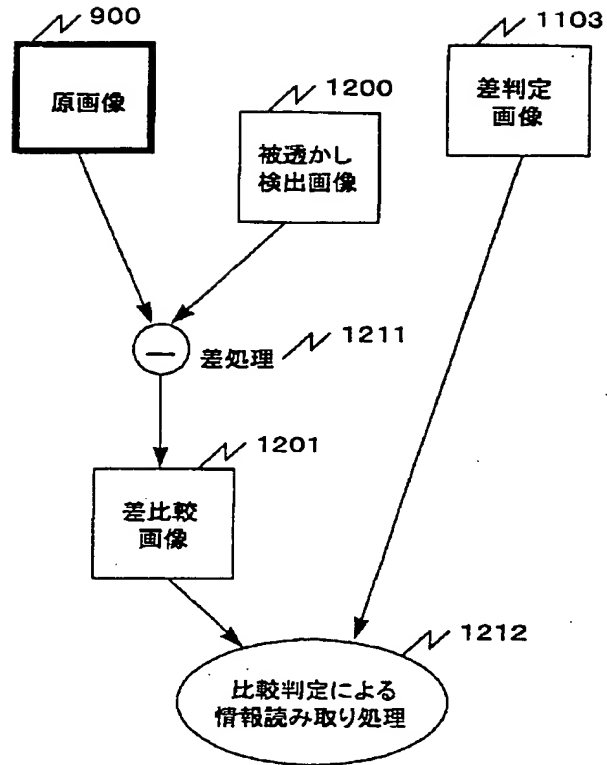 900
原画像
1200
被透かし
検出画像
1103
差判定
画像
差処理
1211
1201
差比較
画像
1212
比較判定による
情報読み取り処理